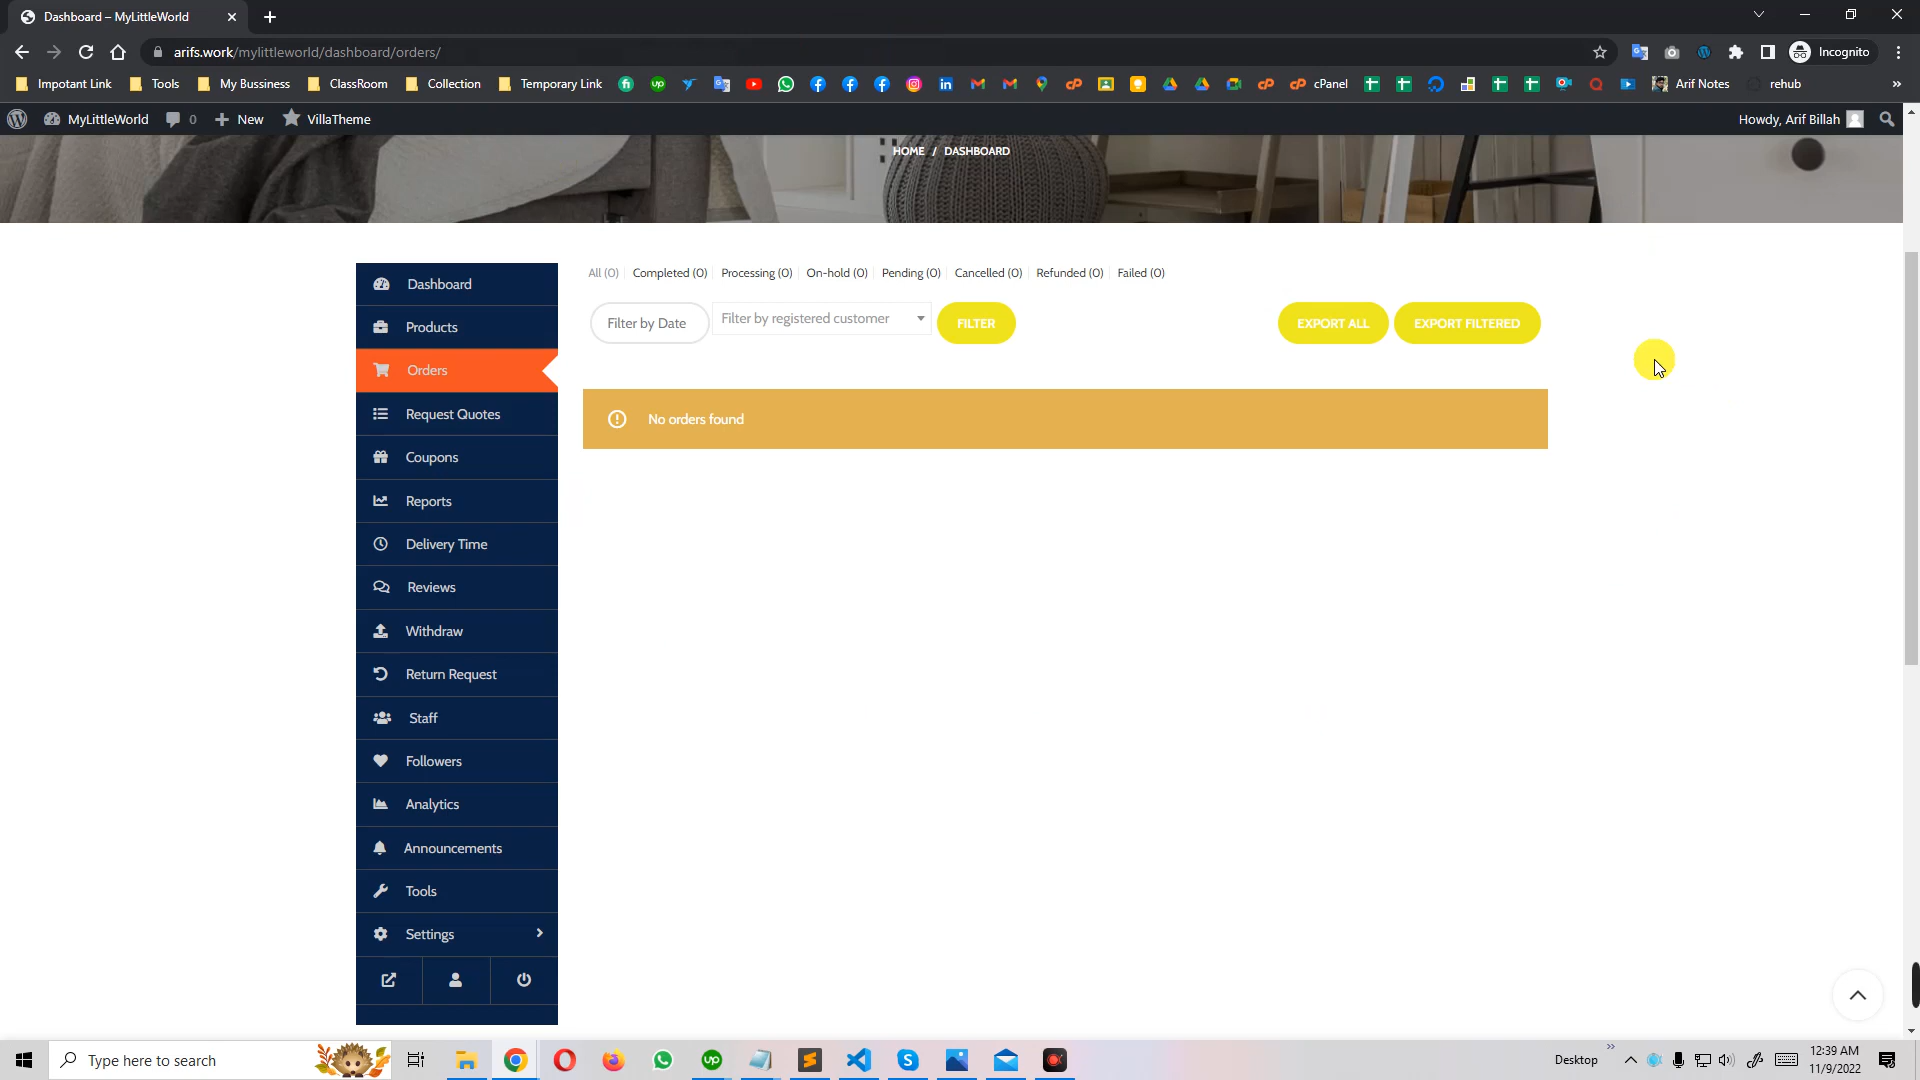 Dashboard – MyLittleWorld
arifs.work/mylittleworld/dashboard/orders/
Incognito
Impotant Link Tools My Bussiness ClassRoom Collection Temporary Link cPanel Arif Notes rehub
MyLittleWorld 0 New VillaTheme Howdy, Arif Billah
HOME / DASHBOARD
Dashboard
Products
Orders
Request Quotes
Coupons
Reports
Delivery Time
Reviews
Withdraw
Return Request
Staff
Followers
Analytics
Announcements
Tools
Settings
All (0) Completed (0) Processing (0) On-hold (0) Pending (0) Cancelled (0) Refunded (0) Failed (0)
Filter by Date Filter by registered customer FILTER EXPORT ALL EXPORT FILTERED
No orders found
Type here to search
Desktop
12:39 AM
11/9/2022